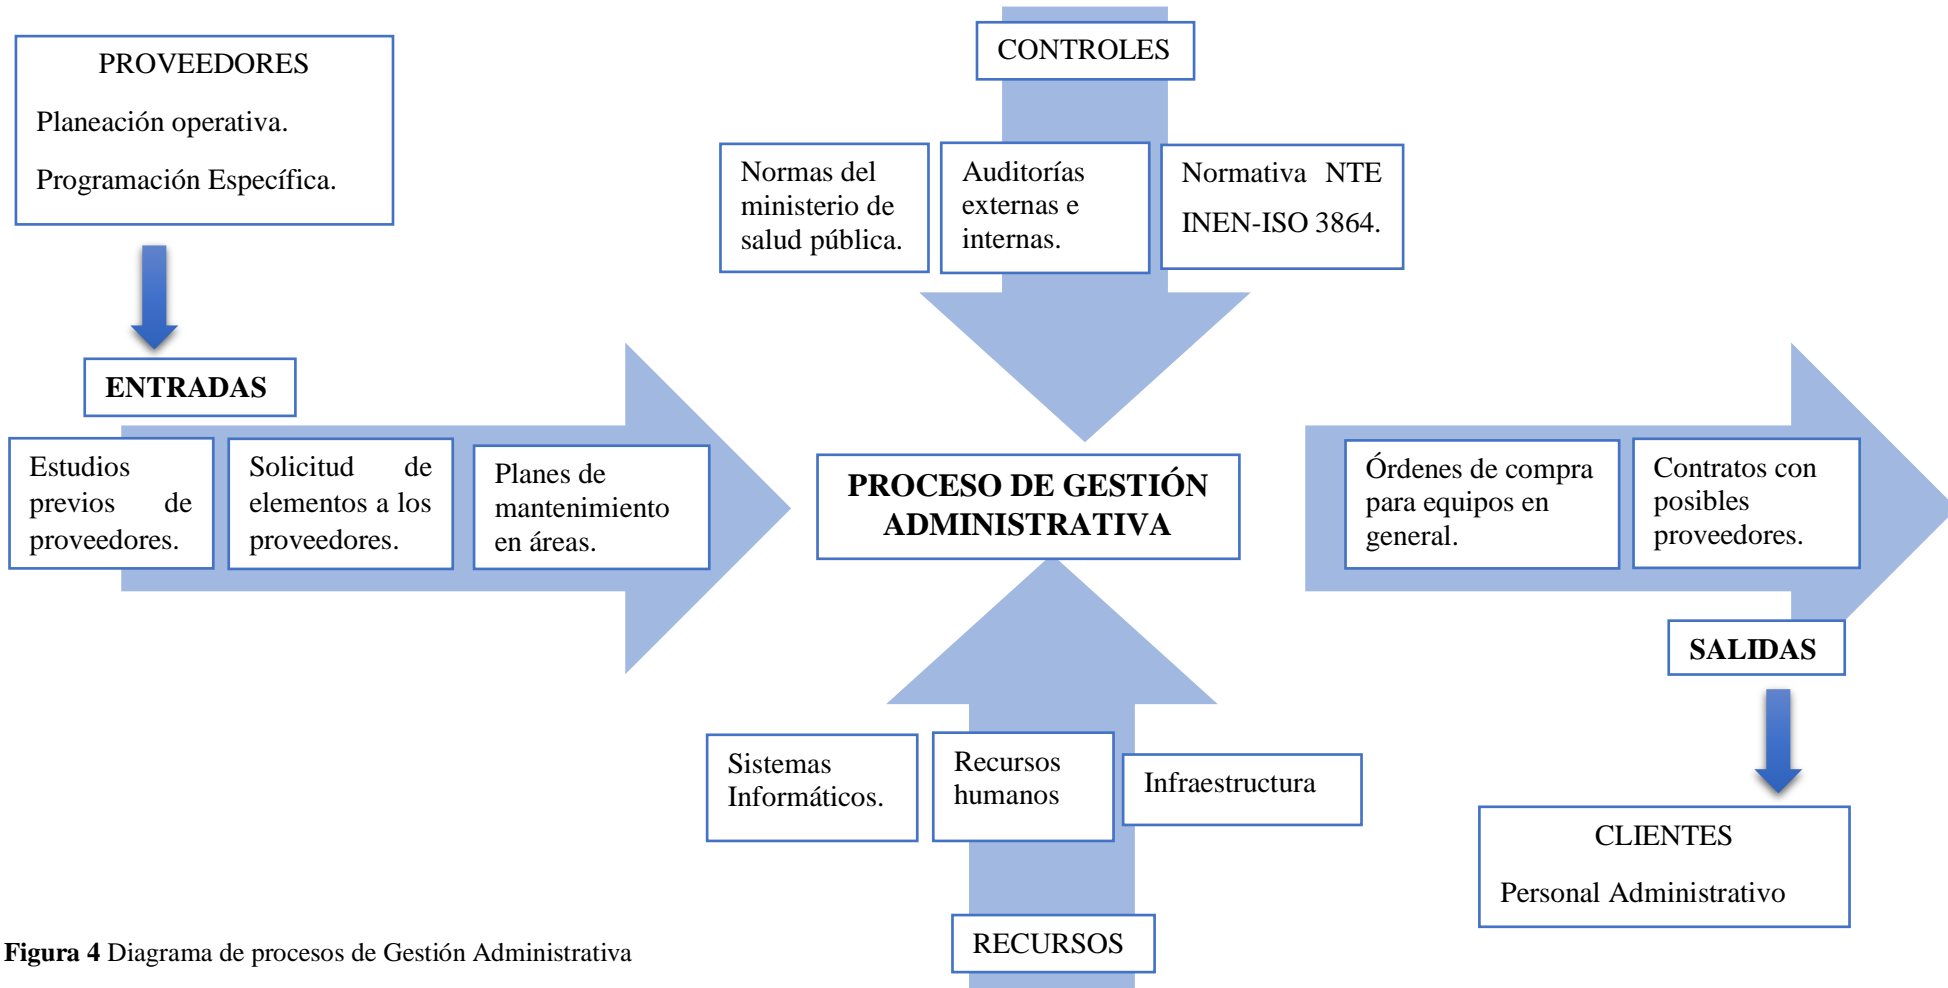 PROVEEDORES
Planeación operativa.
Programación Específica.
CONTROLES
Normas del
ministerio de
salud pública.
Auditorías
externas e
internas.
Normativa NTE
INEN-ISO 3864.
ENTRADAS
Estudios
previos de
proveedores.
Solicitud de
elementos a los
proveedores.
Planes de
mantenimiento
en áreas.
PROCESO DE GESTIÓN
ADMINISTRATIVA
Órdenes de compra
para equipos en
general.
Contratos con
posibles
proveedores.
SALIDAS
Sistemas
Informáticos.
Recursos
humanos
Infraestructura
RECURSOS
CLIENTES
Personal Administrativo
Figura 4 Diagrama de procesos de Gestión Administrativa